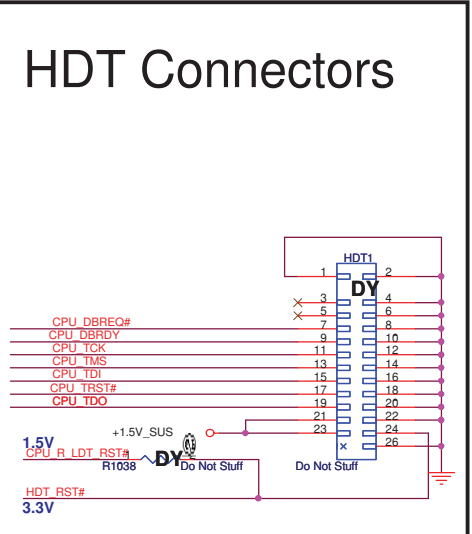 HDT Connectors
HDT1
1 2
DY
3 4
5 6
CPU_DBREQ# 7 8
CPU_DBRDY 9 10
CPU_TCK 11 12
CPU_TMS 13 14
CPU_TDI 15 16
CPU_TRST# 17 18
CPU_TDO 19 20
21 22
+1.5V_SUS 23 24
26
1.5V
CPU_R_LDT_RST#
R1038 DY Do Not Stuff Do Not Stuff
HDT_RST#
3.3V